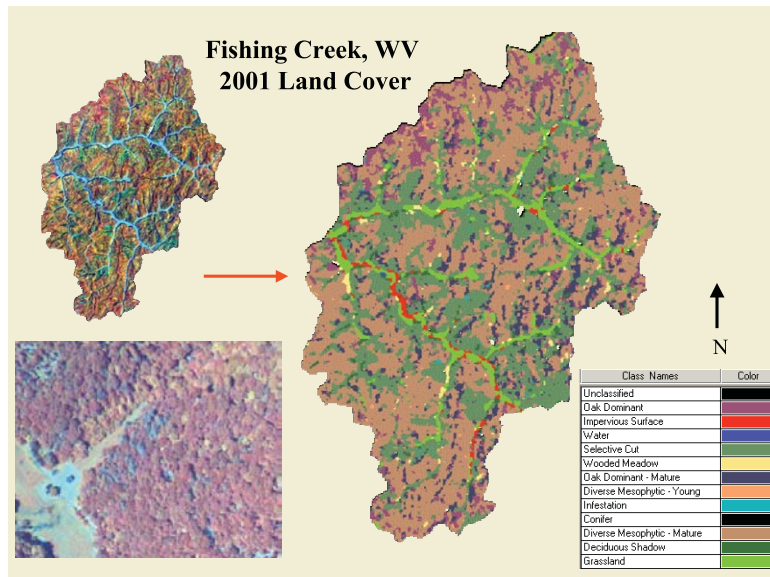 Fishing Creek, WV
2001 Land Cover
N
Class Names Color
Unclassified
Oak Dominant
Impervious Surface
Water
Selective Cut
Wooded Meadow
Oak Dominant - Mature
Diverse Mesophytic - Young
Infestation
Conifer
Diverse Mesophytic - Mature
Deciduous Shadow
Grassland